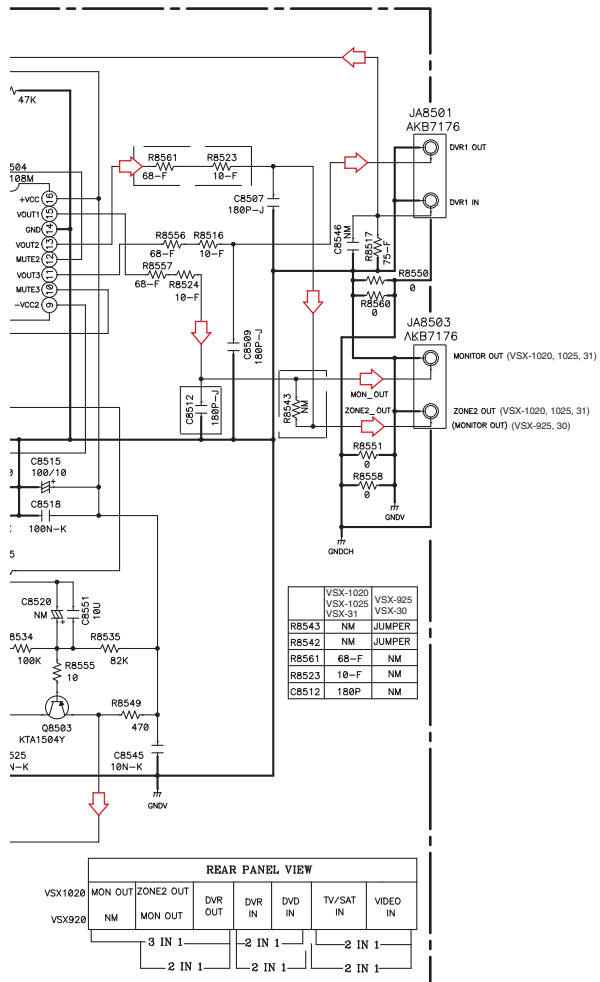 47K
JA8501
AKB7176
DVR1 OUT
DVR1 IN
R8561
68-F
R8523
10-F
C8507
180P-J
8504
108M
+VCC 16
VOUT1 15
GND 14
VOUT2 13
MUTE2 12
VOUT3 11
MUTE3 10
-VCC2 9
R8556
68-F
R8516
10-F
R8557
68-F
R8524
10-F
C8546
NM
R8517
75-F
R8550
0
R8560
0
C8509
180P-J
JA8503
AKB7176
MONITOR OUT (VSX-1020, 1025, 31)
MON_OUT
ZONE2_OUT
ZONE2 OUT (VSX-1020, 1025, 31)
(MONITOR OUT) (VSX-925, 30)
C8512
180P-J
R8543
NM
R8551
0
R8558
0
GNDV
GNDCH
C8515
100/10
+
C8518
100N-K
C8520
NM
+
C8551
10U
8534
100K
R8535
82K
R8555
10
Q8503
KTA1504Y
R8549
470
8525
N-K
C8545
10N-K
GNDV
VSX-1020
VSX-1025
VSX-31
VSX-925
VSX-30
R8543 NM JUMPER
R8542 NM JUMPER
R8561 68-F NM
R8523 10-F NM
C8512 180P NM
REAR PANEL VIEW
VSX1020 MON OUT ZONE2 OUT DVR OUT DVR IN DVD IN TV/SAT IN VIDEO IN
VSX920 NM MON OUT
3 IN 1 2 IN 1 2 IN 1
2 IN 1 2 IN 1 2 IN 1